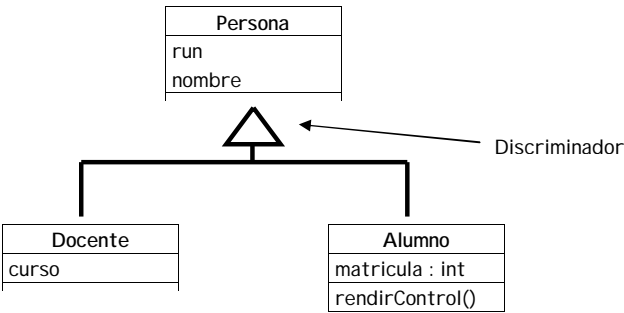 Persona
run
nombre
Discriminador
Docente
curso
Alumno
matricula : int
rendirControl()